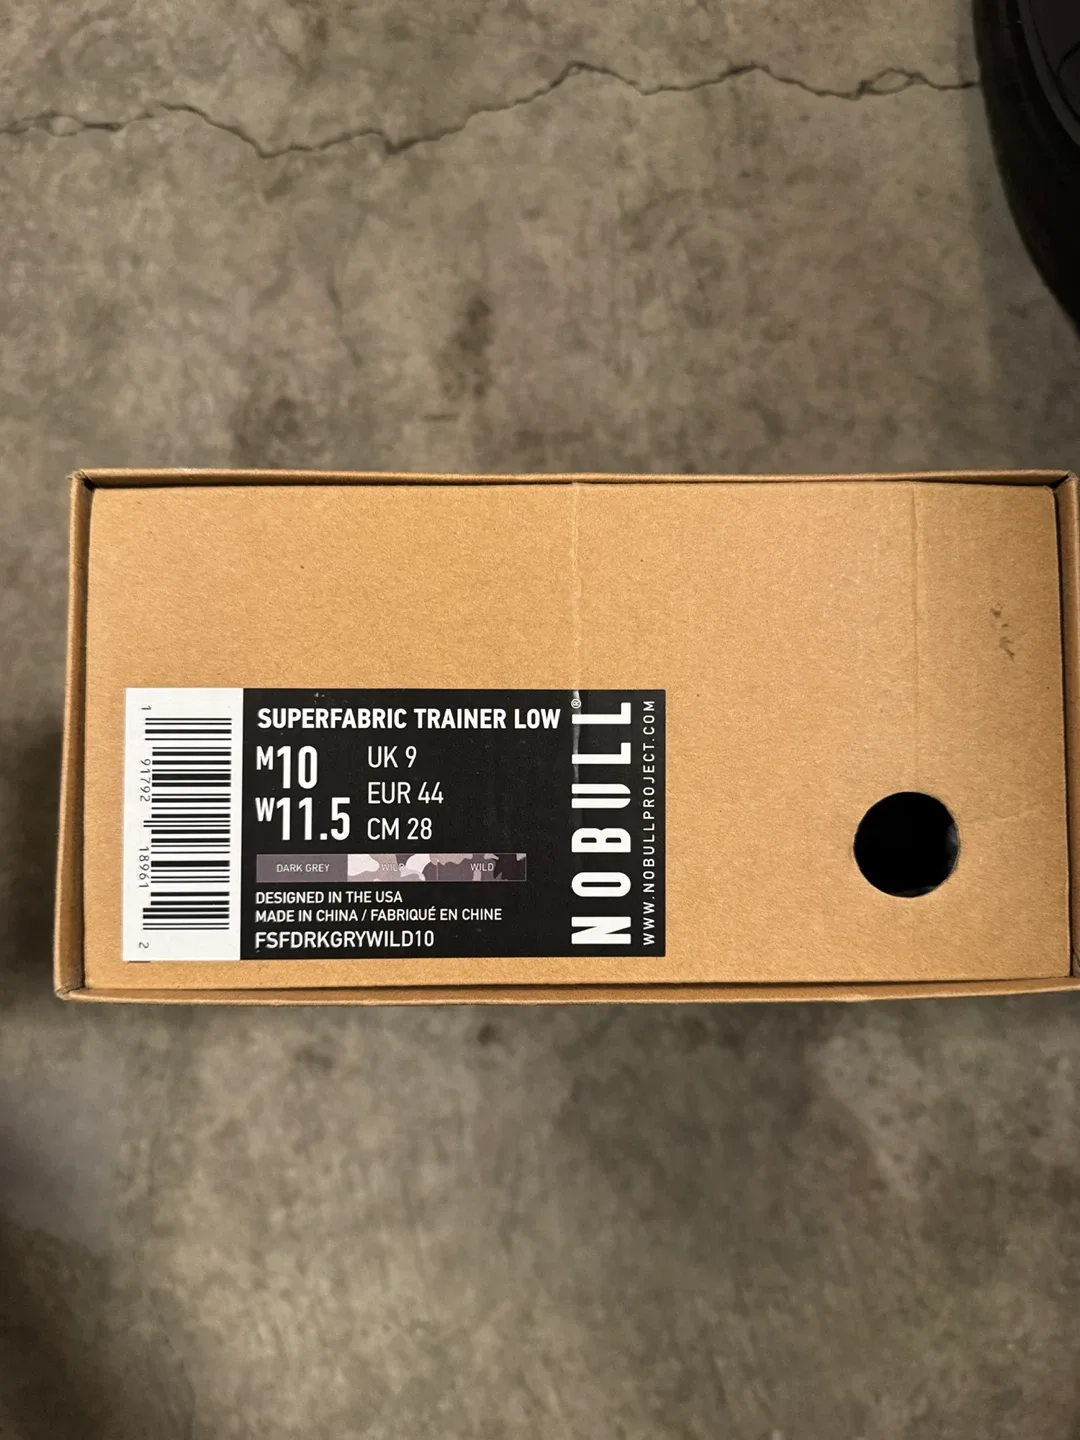 SUPERFABRIC TRAINER LOW
M10
W11.5
UK 9
EUR 44
CM 28
DARK GREY WILD WILD
DESIGNED IN THE USA
MADE IN CHINA / FABRIQUÉ EN CHINE
FSFDRKGRYWILD10
NOBULL®
WWW.NOBULLPROJECT.COM
1 91792 18961 2